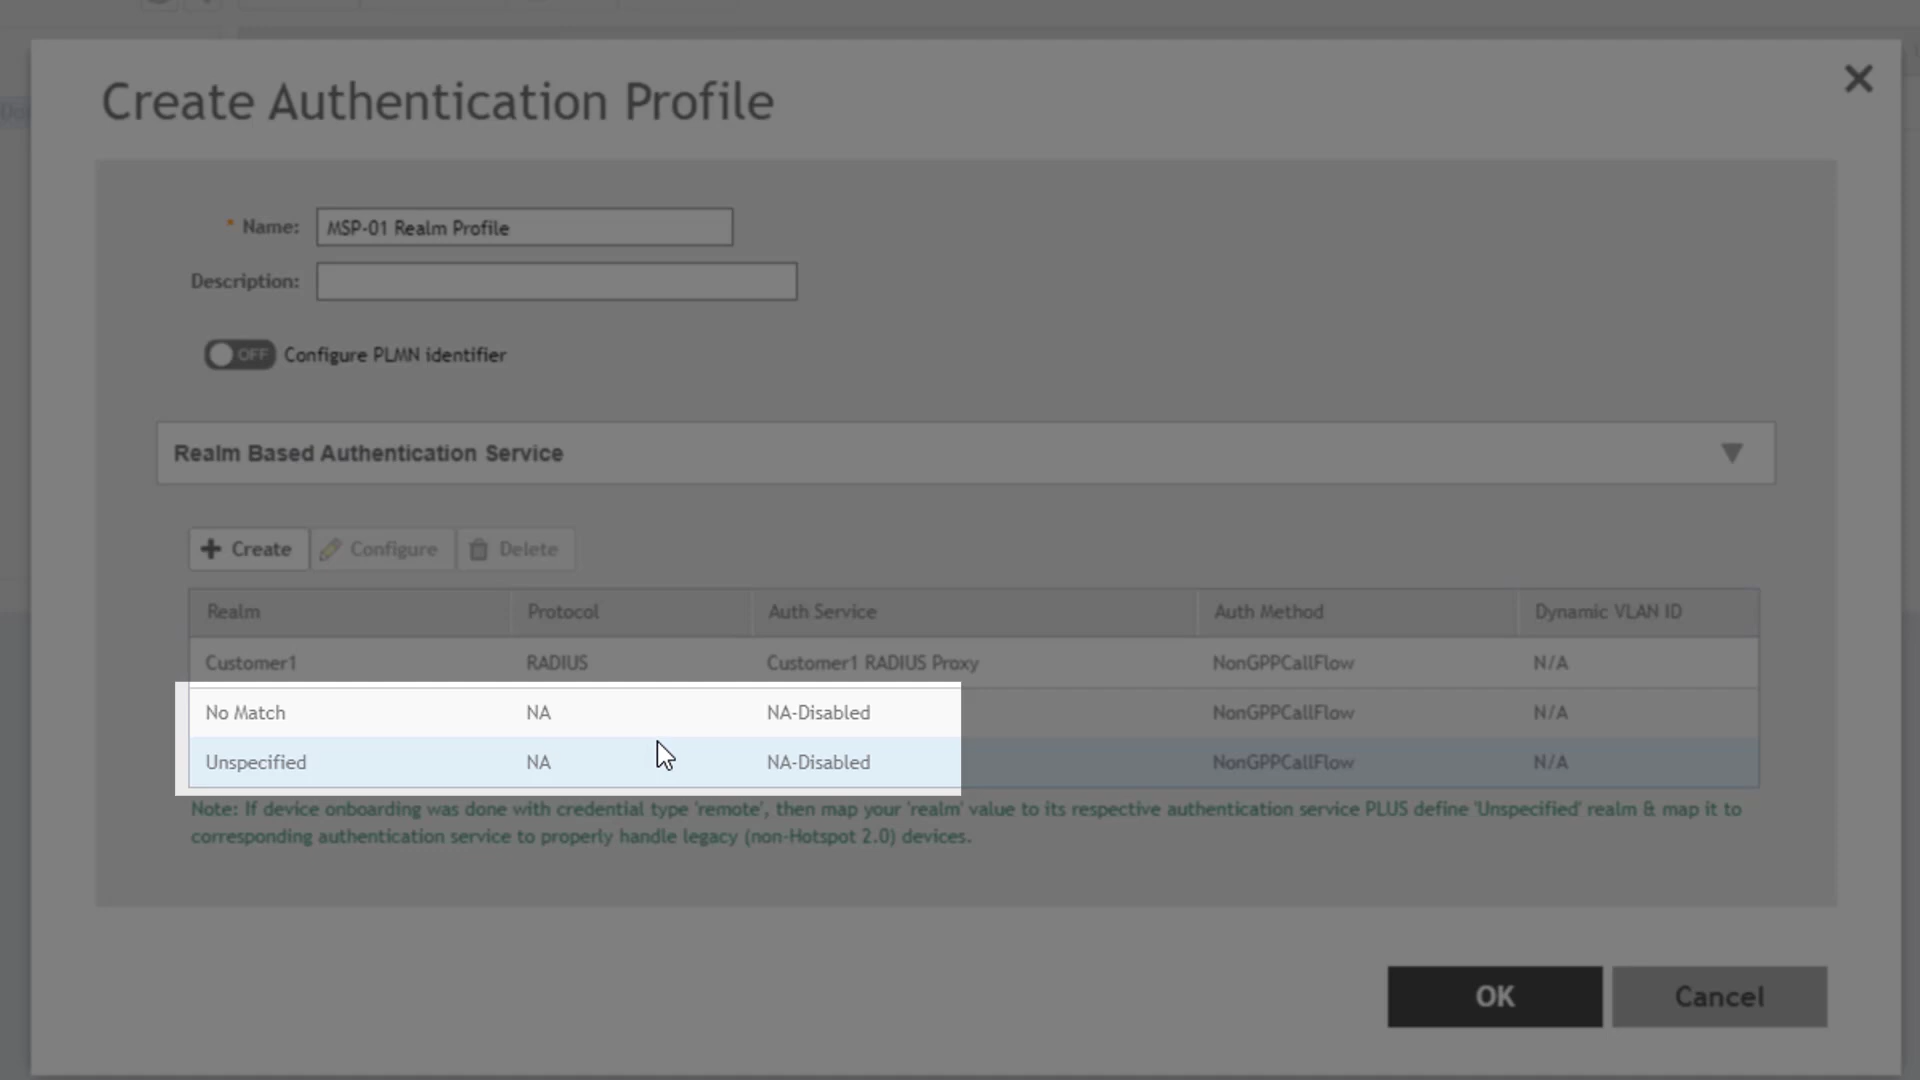 Create Authentication Profile
* Name: MSP-01 Realm Profile
Description:
OFF Configure PLMN identifier
Realm Based Authentication Service
Create Configure Delete
Realm Protocol Auth Service Auth Method Dynamic VLAN ID
Customer1 RADIUS Customer1 RADIUS Proxy NonGPPCallFlow N/A
No Match NA NA-Disabled NonGPPCallFlow N/A
Unspecified NA NA-Disabled NonGPPCallFlow N/A
Note: If device onboarding was done with credential type 'remote', then map your 'realm' value to its respective authentication service PLUS define 'Unspecified' realm & map it to
corresponding authentication service to properly handle legacy (non-Hotspot 2.0) devices.
OK Cancel